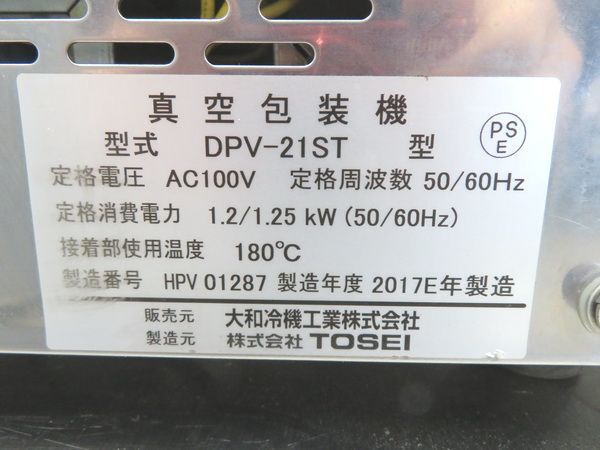 真空包装機
型式 DPV-21ST 型
PS
E
定格電圧 AC100V 定格周波数 50/60Hz
定格消費電力 1.2/1.25 kW (50/60Hz)
接着部使用温度 180℃
製造番号 HPV 01287 製造年度 2017E年製造
販売元 大和冷機工業株式会社
製造元 株式会社 TOSEI